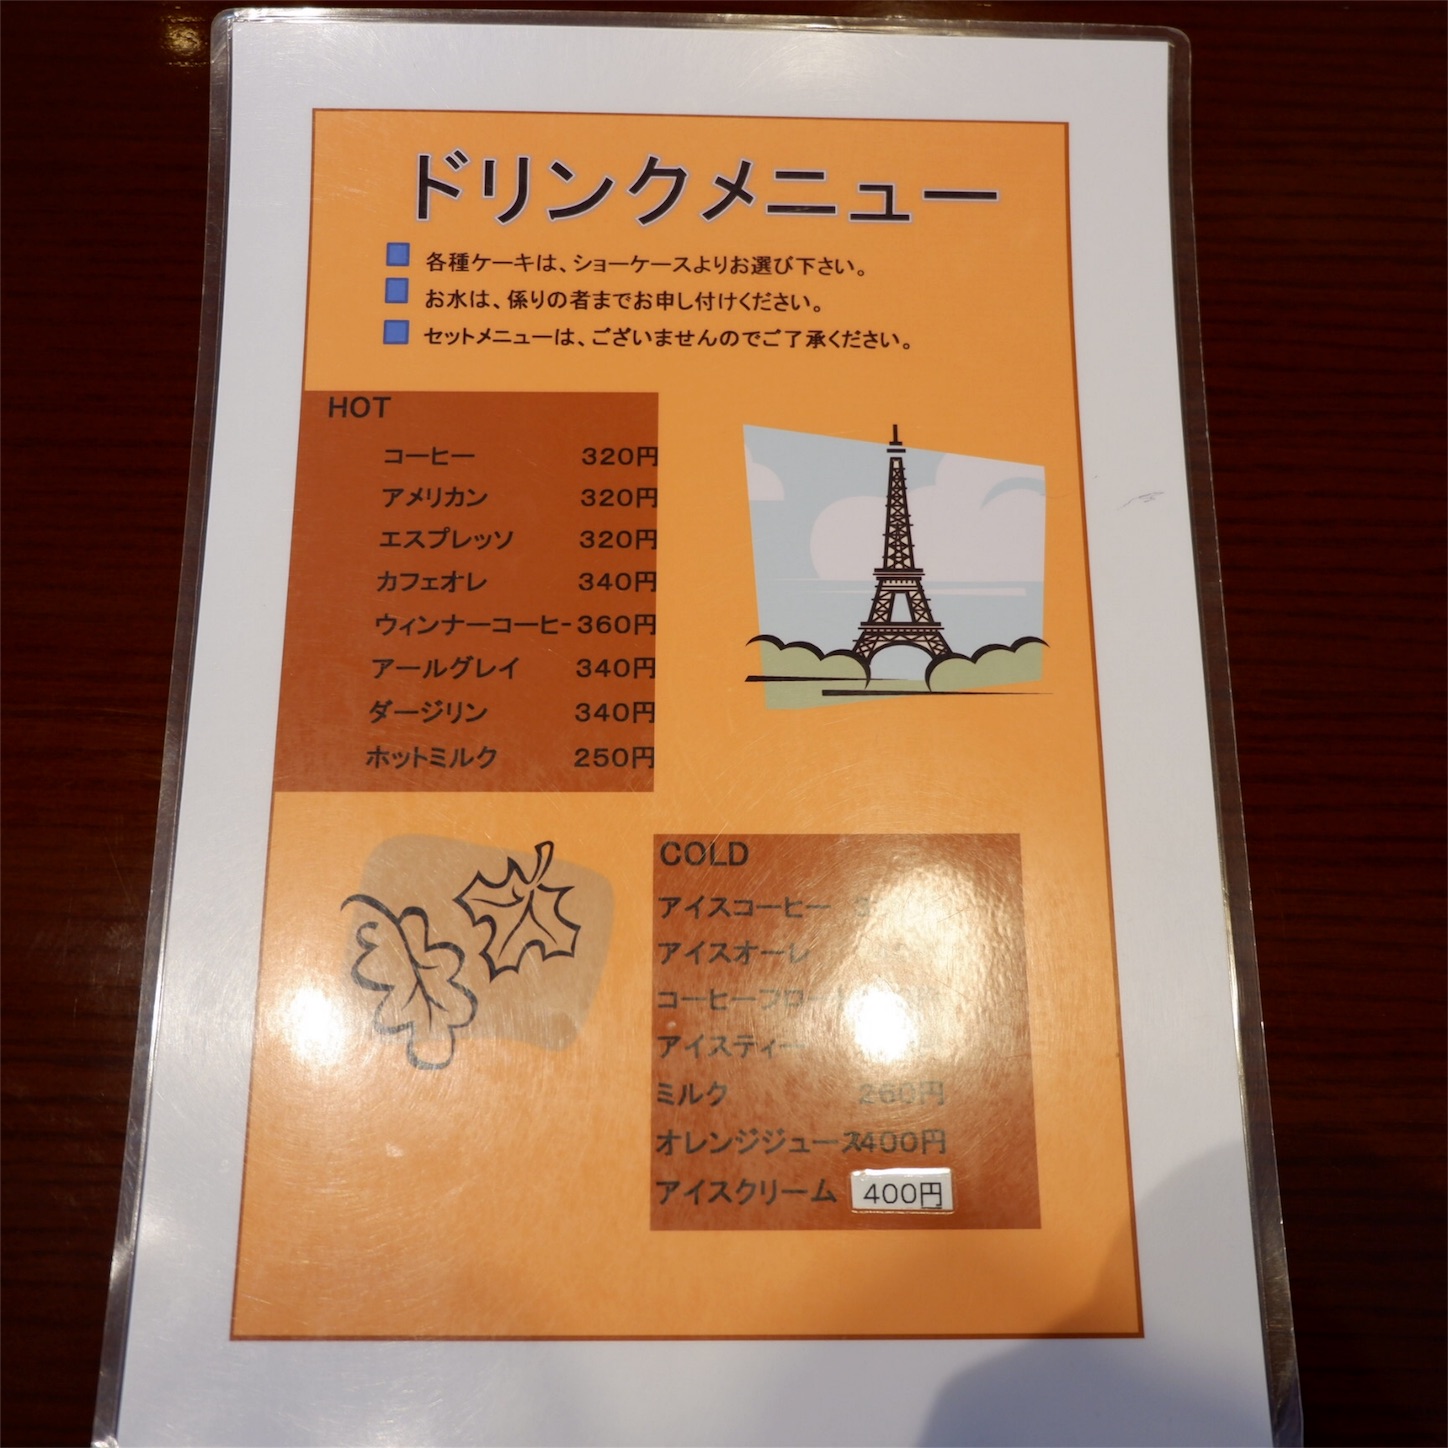 ドリンクメニュー
各種ケーキは、ショーケースよりお選び下さい。
お水は、係りの者までお申し付けください。
セットメニューは、ございませんのでご了承ください。
HOT
コーヒー 320円
アメリカン 320円
エスプレッソ 320円
カフェオレ 340円
ウィンナーコーヒー 360円
アールグレイ 340円
ダージリン 340円
ホットミルク 250円
COLD
アイスコーヒー
アイスオーレ
アイスティー
ミルク 260円
オレンジジュース 400円
アイスクリーム 400円